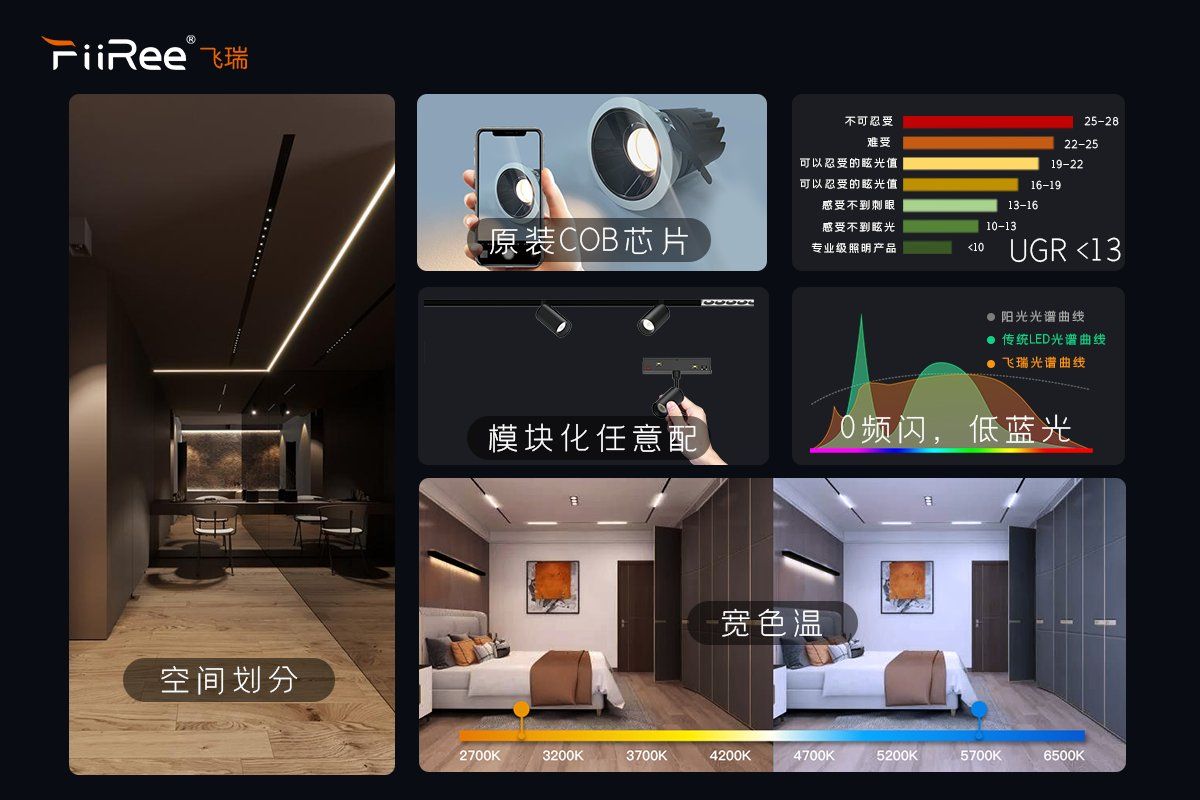 FiiRee® 飞瑞
空间划分
原装COB芯片
不可忍受 25-28
难受 22-25
可以忍受的眩光值 19-22
可以忍受的眩光值 16-19
感受不到刺眼 13-16
感受不到眩光 10-13
专业级照明产品 <10
UGR <13
模块化任意配
阳光光谱曲线
传统LED光谱曲线
飞瑞光谱曲线
0频闪，低蓝光
宽色温
2700K 3200K 3700K 4200K 4700K 5200K 5700K 6500K